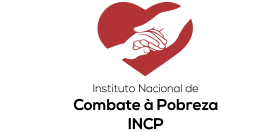 Instituto Nacional de
Combate à Pobreza
INCP